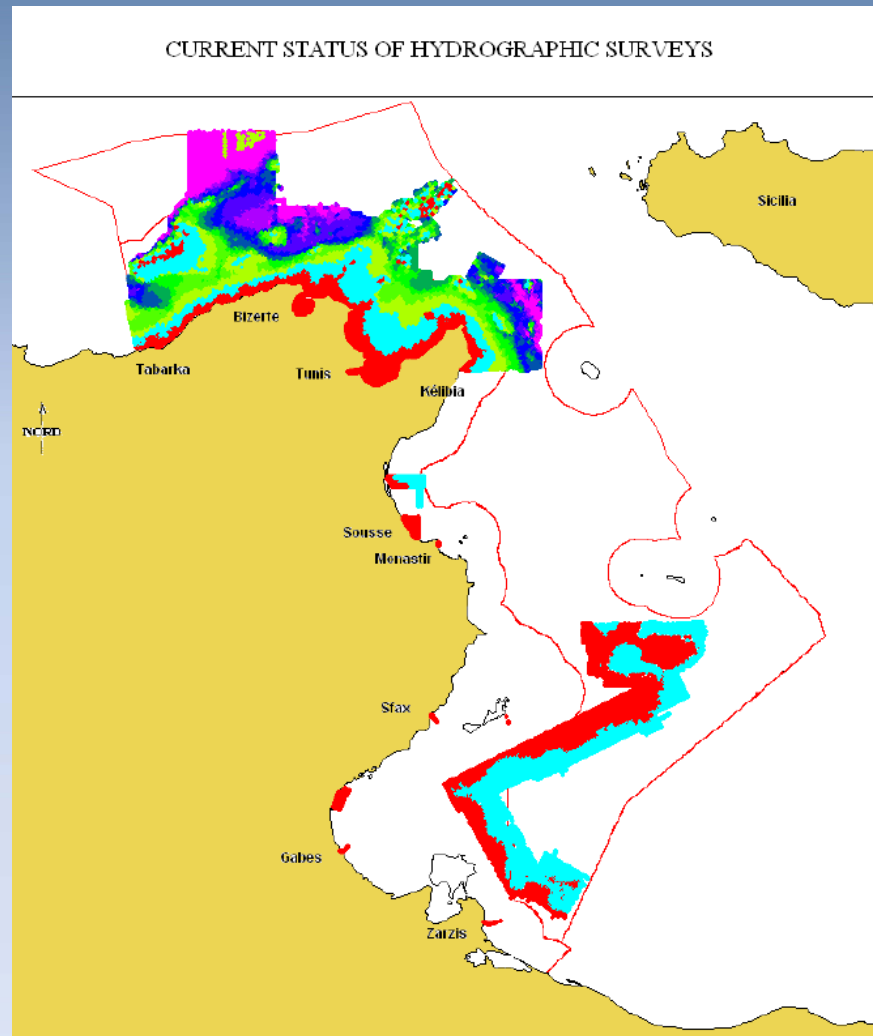 CURRENT STATUS OF HYDROGRAPHIC SURVEYS
Sicilia
Bizerte
Tabarka
Tunis
Kélibia
NORD
Sousse
Monastir
Sfax
Gabes
Zarzis